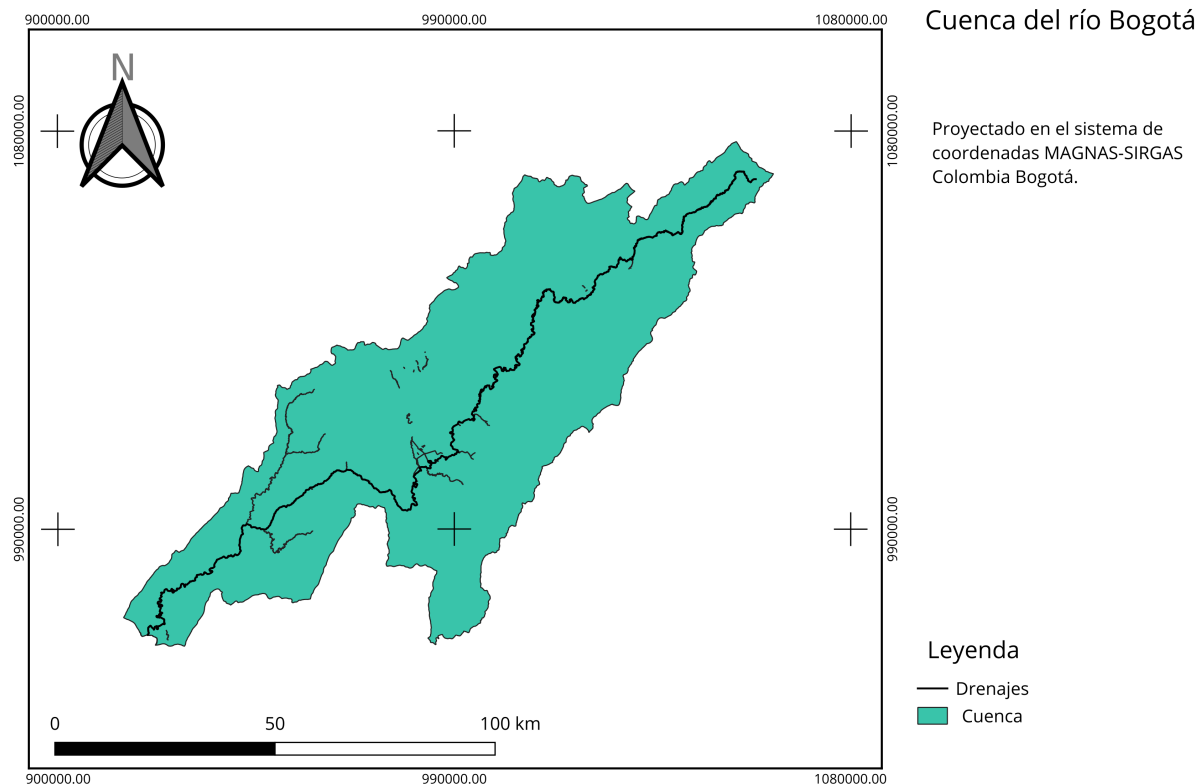 900000.00
990000.00
1080000.00
Cuenca del río Bogotá
N
1080000.00
1080000.00
Proyectado en el sistema de
coordenadas MAGNAS-SIRGAS
Colombia Bogotá.
990000.00
990000.00
Leyenda
Drenajes
Cuenca
0
50
100 km
900000.00
990000.00
1080000.00